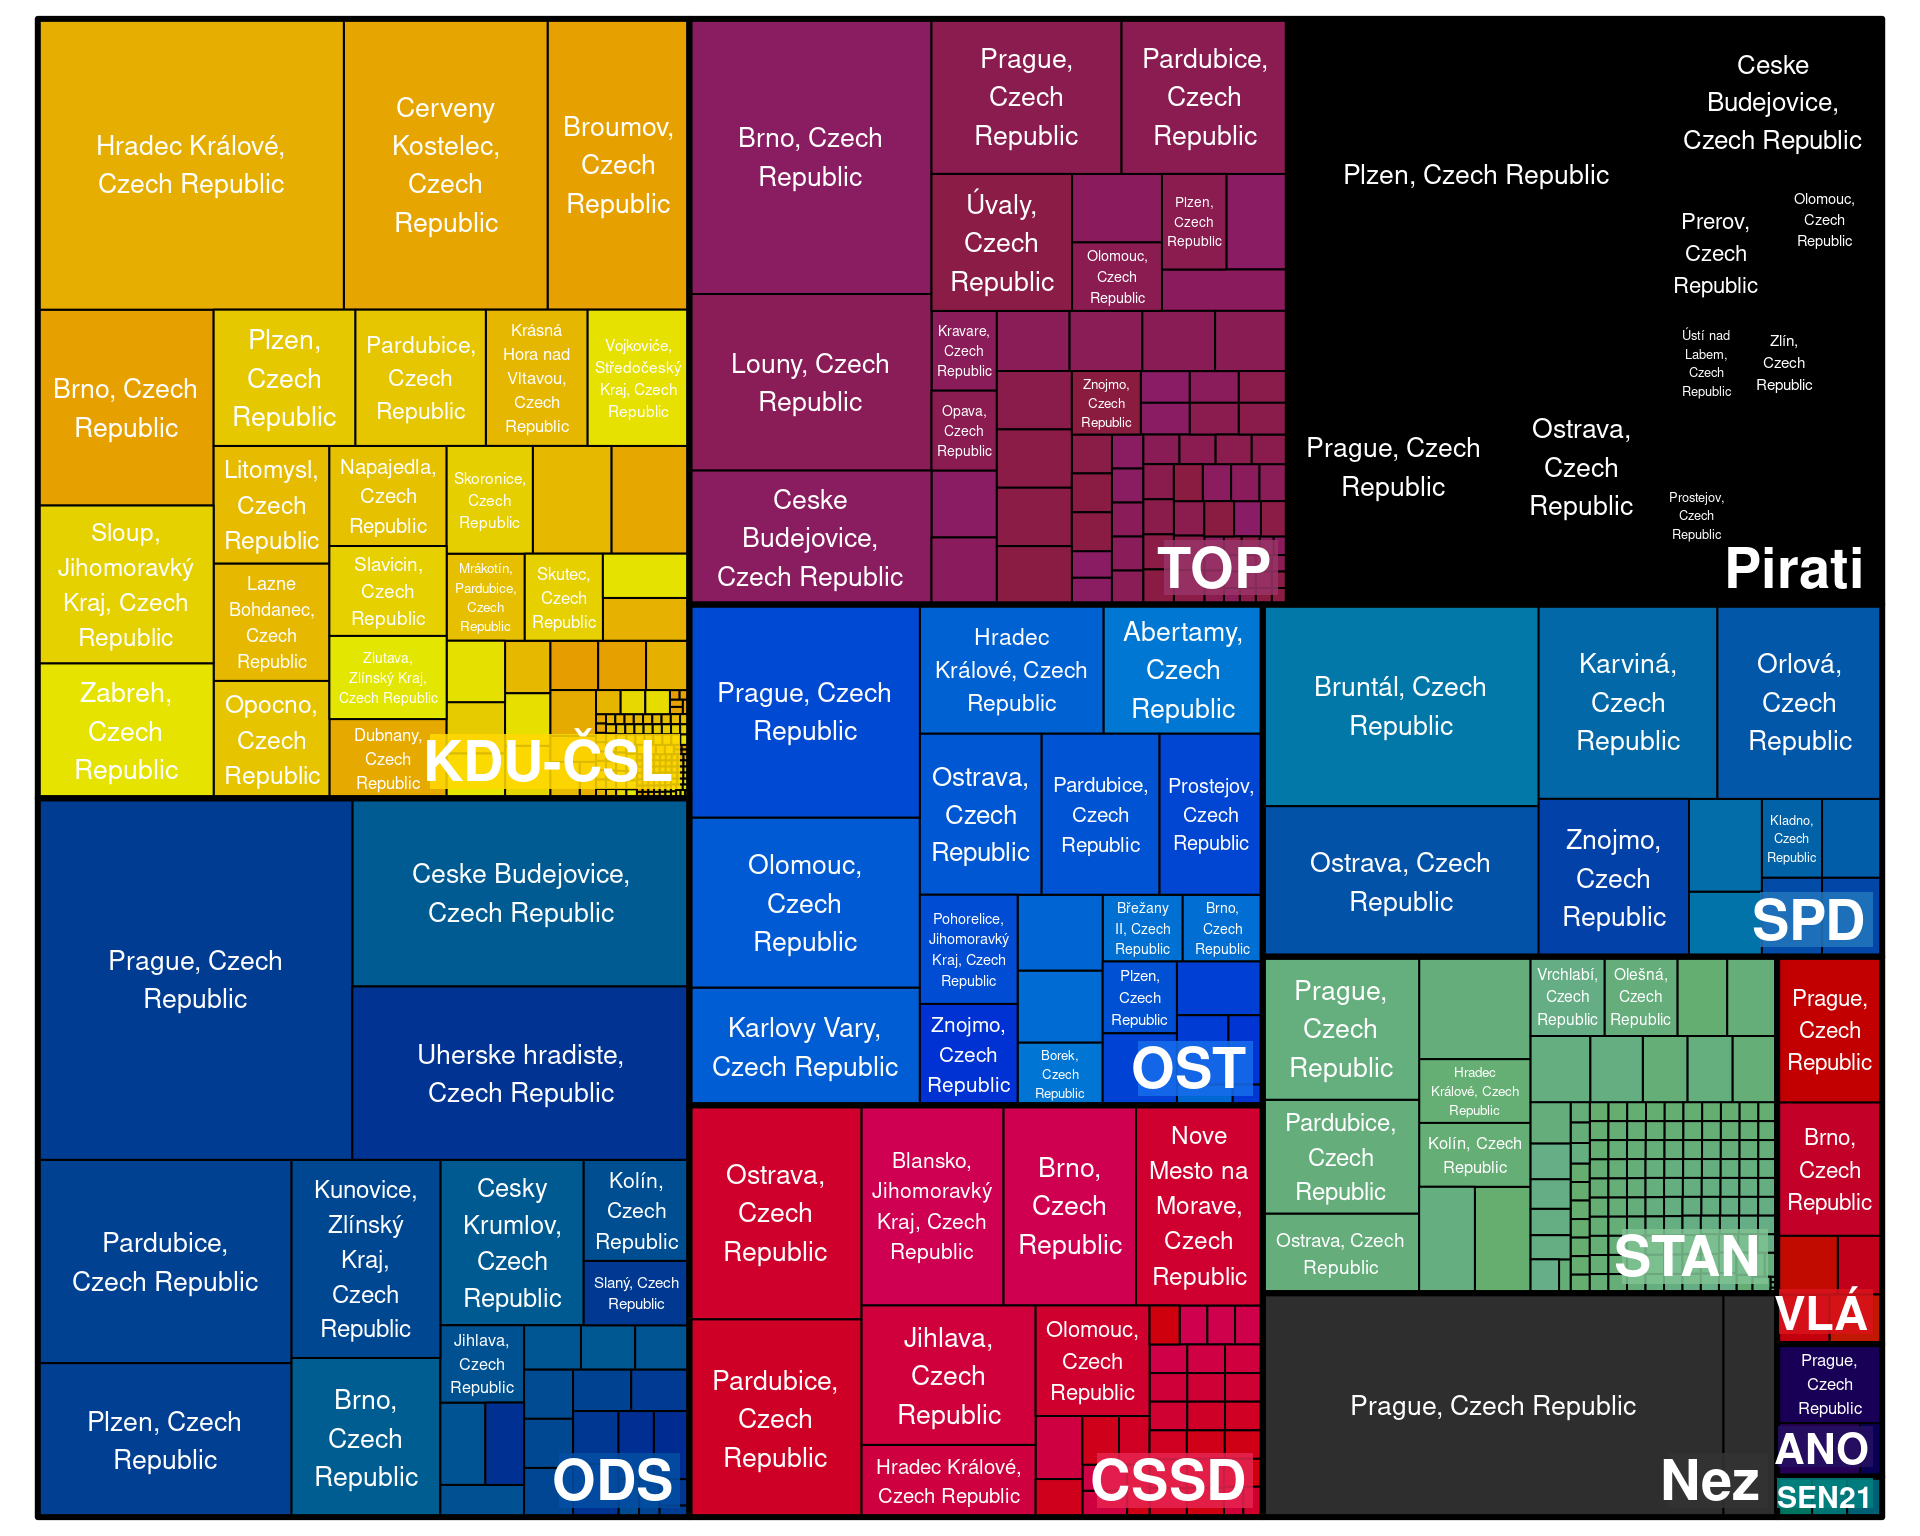 Hradec Králové,
Czech Republic
Cerveny
Kostelec,
Czech
Republic
Broumov,
Czech
Republic
Brno, Czech
Republic
Plzen,
Czech
Republic
Pardubice,
Czech
Republic
Krásná
Hora nad
Vltavou,
Czech
Republic
Vojkoviće,
Středočeský
Kraj, Czech
Republic
Sloup,
Jihomoravký
Kraj, Czech
Republic
Litomysl,
Czech
Republic
Napajedla,
Czech
Republic
Skoronice,
Czech
Republic
Lazne
Bohdanec,
Czech
Republic
Slavicin,
Czech
Republic
Mrákotín,
Pardubice,
Czech
Republic
Skutec,
Czech
Republic
Zabreh,
Czech
Republic
Opocno,
Czech
Republic
Zlutava,
Zlínský Kraj,
Czech Republic
Dubnany,
Czech
Republic
KDU-ČSL
Prague, Czech
Republic
Ceske Budejovice,
Czech Republic
Uherske hradiste,
Czech Republic
Pardubice,
Czech Republic
Kunovice,
Zlínský
Kraj,
Czech
Republic
Cesky
Krumlov,
Czech
Republic
Kolín,
Czech
Republic
Slaný, Czech
Republic
Plzen, Czech
Republic
Brno,
Czech
Republic
Jihlava,
Czech
Republic
ODS
Brno, Czech
Republic
Prague,
Czech
Republic
Pardubice,
Czech
Republic
Úvaly,
Czech
Republic
Plzen,
Czech
Republic
Olomouc,
Czech
Republic
Louny, Czech
Republic
Kravare,
Czech
Republic
Opava,
Czech
Republic
Znojmo,
Czech
Republic
Ceske
Budejovice,
Czech Republic
TOP
Plzen, Czech Republic
Ceske
Budejovice,
Czech Republic
Prerov,
Czech
Republic
Olomouc,
Czech
Republic
Ústí nad
Labem,
Czech
Republic
Zlín,
Czech
Republic
Prague, Czech
Republic
Ostrava,
Czech
Republic
Prostejov,
Czech
Republic
Pirati
Prague, Czech
Republic
Hradec
Králové, Czech
Republic
Abertamy,
Czech
Republic
Ostrava,
Czech
Republic
Pardubice,
Czech
Republic
Prostejov,
Czech
Republic
Olomouc,
Czech
Republic
Pohorelice,
Jihomoravký
Kraj, Czech
Republic
Břežany
II, Czech
Republic
Brno,
Czech
Republic
Plzen,
Czech
Republic
Karlovy Vary,
Czech Republic
Znojmo,
Czech
Republic
Borek,
Czech
Republic
OST
Bruntál, Czech
Republic
Karviná,
Czech
Republic
Orlová,
Czech
Republic
Ostrava, Czech
Republic
Znojmo,
Czech
Republic
Kladno,
Czech
Republic
SPD
Ostrava,
Czech
Republic
Blansko,
Jihomoravký
Kraj, Czech
Republic
Brno,
Czech
Republic
Nove
Mesto na
Morave,
Czech
Republic
Pardubice,
Czech
Republic
Jihlava,
Czech
Republic
Olomouc,
Czech
Republic
Hradec Králové,
Czech Republic
CSSD
Prague,
Czech
Republic
Vrchlabí,
Czech
Republic
Olešná,
Czech
Republic
Hradec
Králové, Czech
Republic
Pardubice,
Czech
Republic
Kolín, Czech
Republic
Ostrava, Czech
Republic
STAN
Prague,
Czech
Republic
Brno,
Czech
Republic
VLÁ
Prague, Czech Republic
Nez
Prague,
Czech
Republic
ANO
SEN21